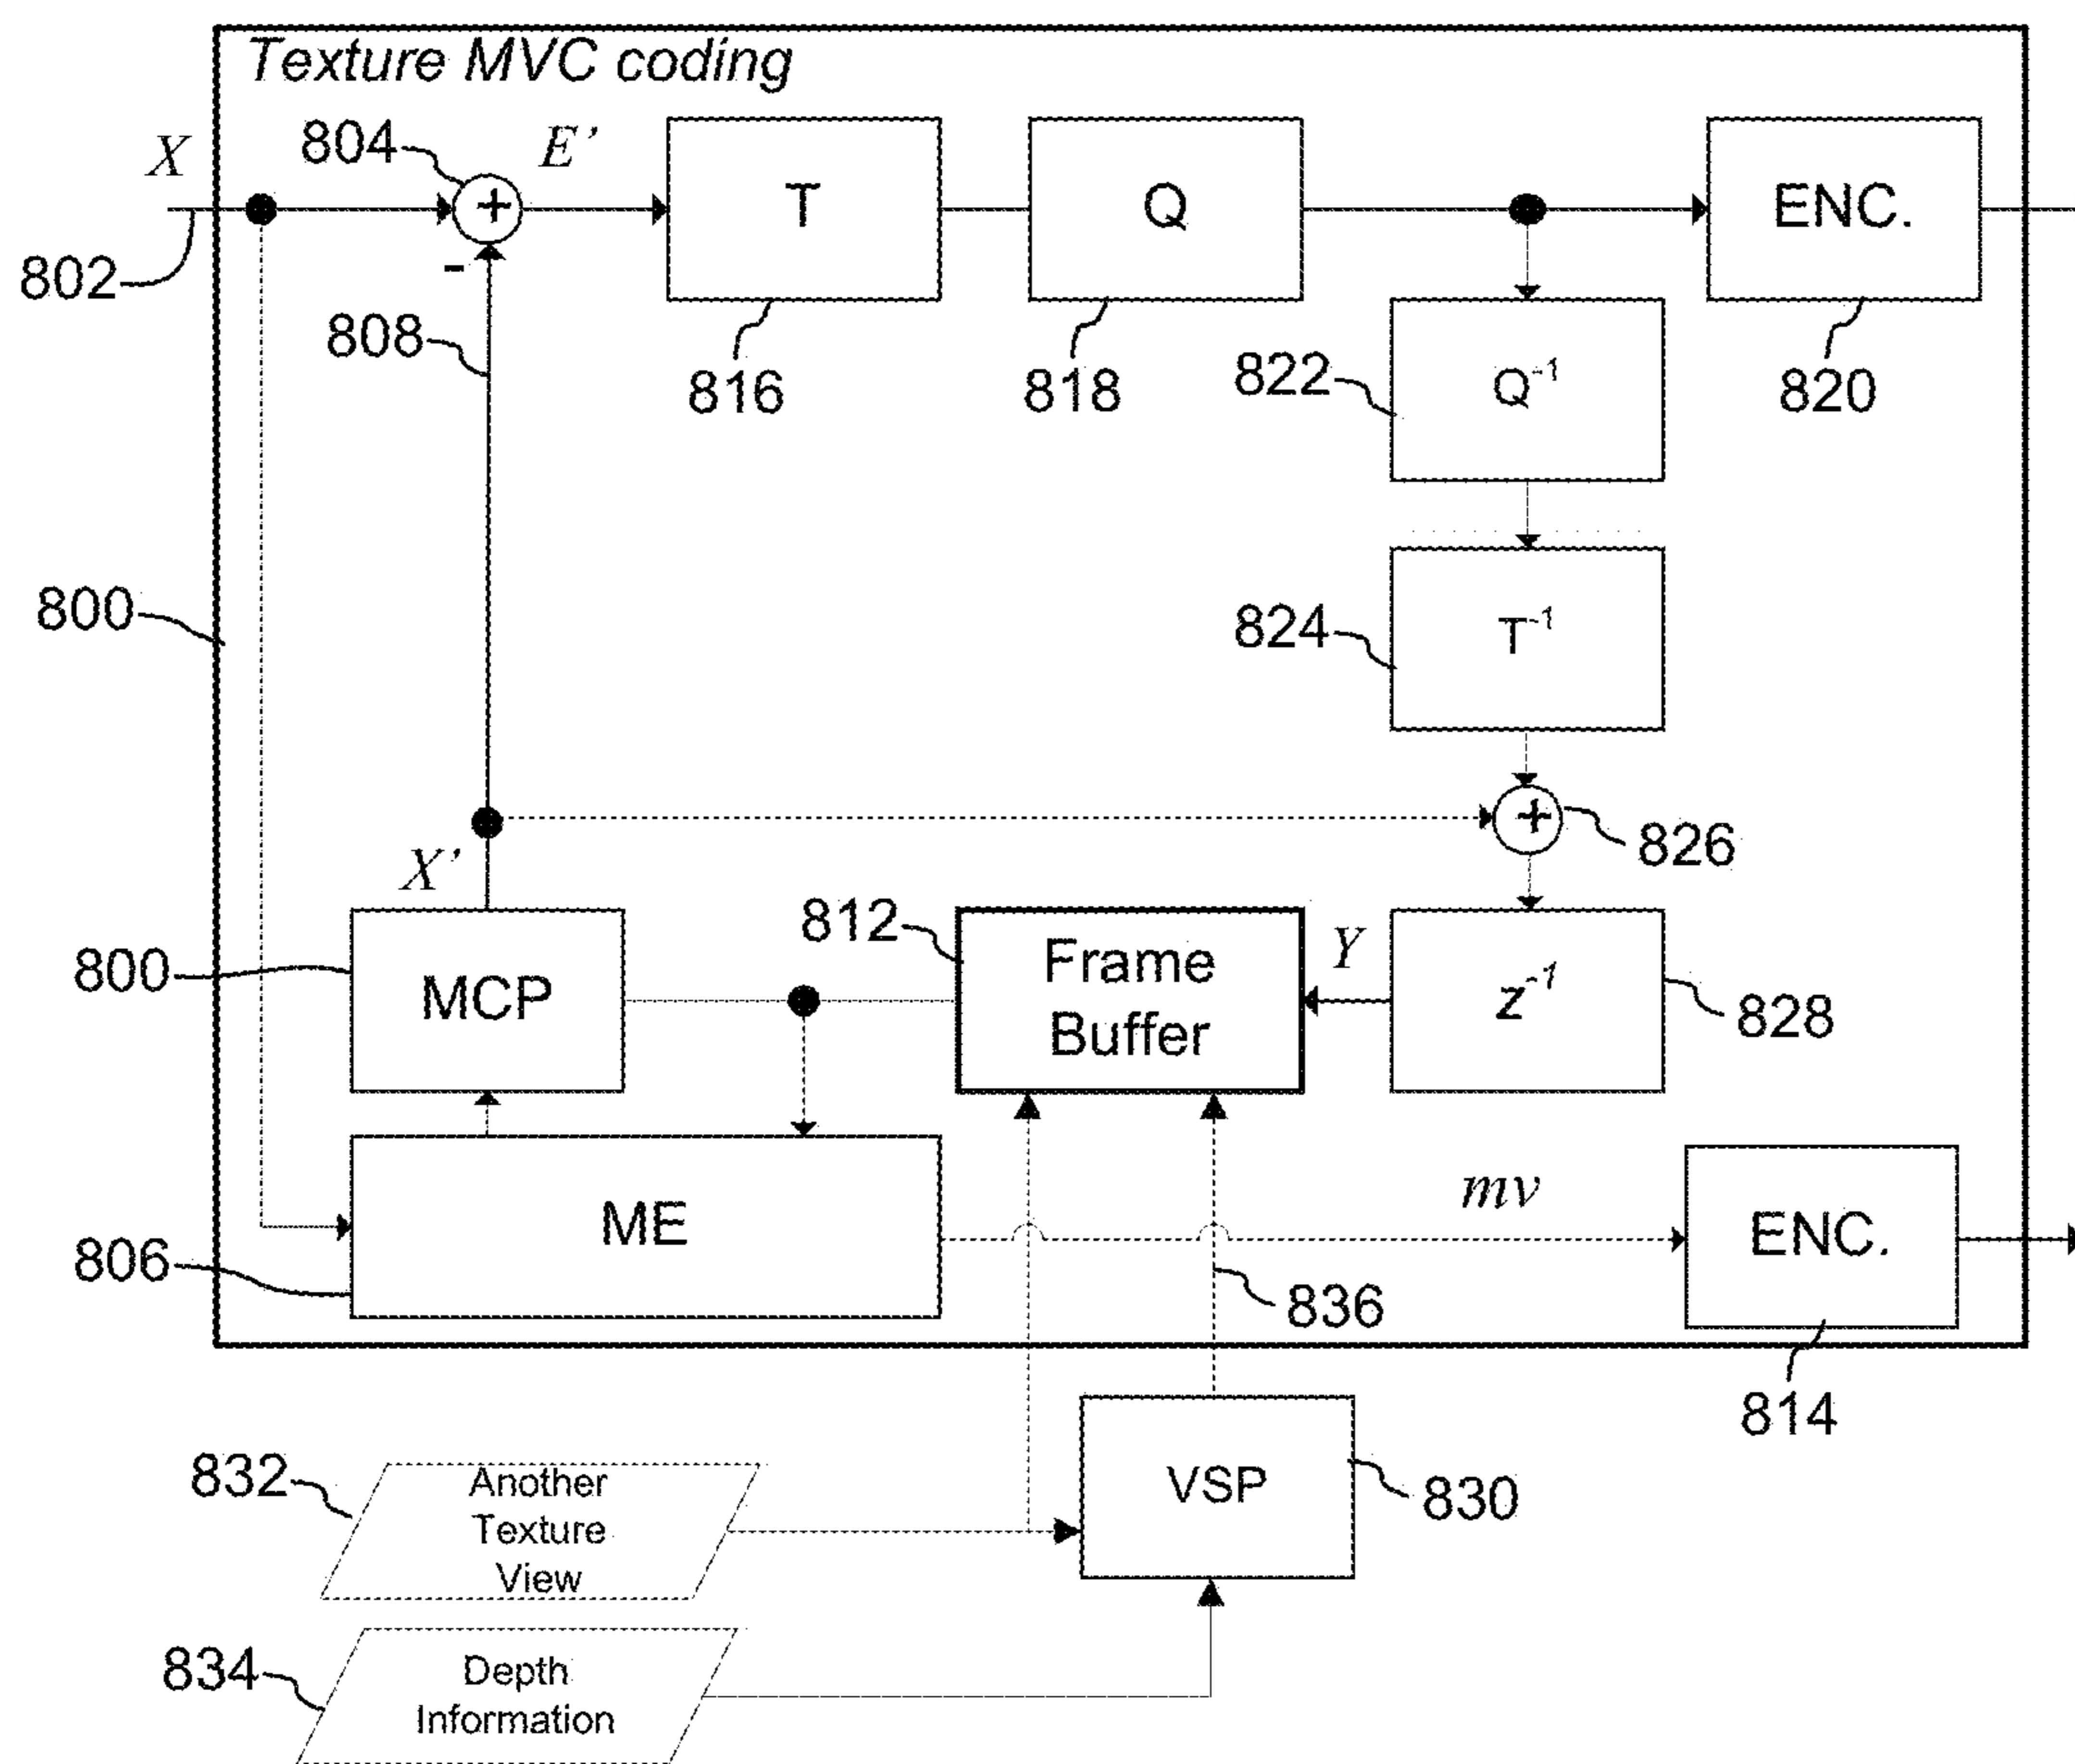 Texture MVC coding
X
804
E'
T
Q
ENC.
+
-
802
808
816
818
822
Q-1
820
800
824
T-1
+
826
X'
812
Frame
Buffer
Y
800
MCP
z-1
828
ME
mv
ENC.
806
836
814
832
Another
Texture
View
VSP
830
834
Depth
Information